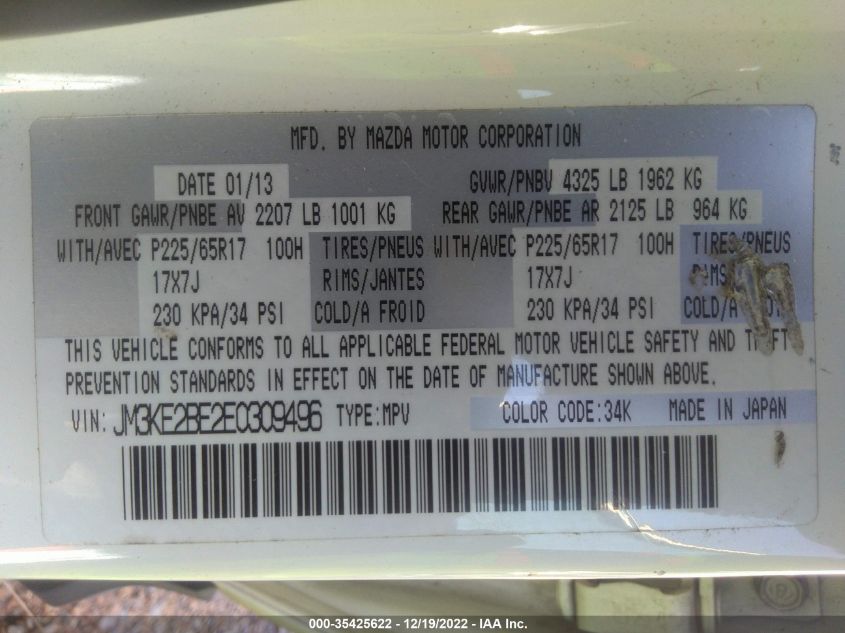 MFD. BY MAZDA MOTOR CORPORATION
DATE 01/13 GVWR/PNBV 4325 LB 1962 KG
FRONT GAWR/PNBE AV 2207 LB 1001 KG REAR GAWR/PNBE AR 2125 LB 964 KG
WITH/AVEC P225/65R17 100H TIRES/PNEUS WITH/AVEC P225/65R17 100H TIRES/PNEUS
17X7J RIMS/JANTES 17X7J
230 KPA/34 PSI COLD/A FROID 230 KPA/34 PSI COLD/A FROID
THIS VEHICLE CONFORMS TO ALL APPLICABLE FEDERAL MOTOR VEHICLE SAFETY AND THEFT
PREVENTION STANDARDS IN EFFECT ON THE DATE OF MANUFACTURE SHOWN ABOVE.
VIN: JM3KE2BE2E0309496 TYPE:MPV COLOR CODE:34K MADE IN JAPAN
000-35425622 - 12/19/2022 - IAA Inc.